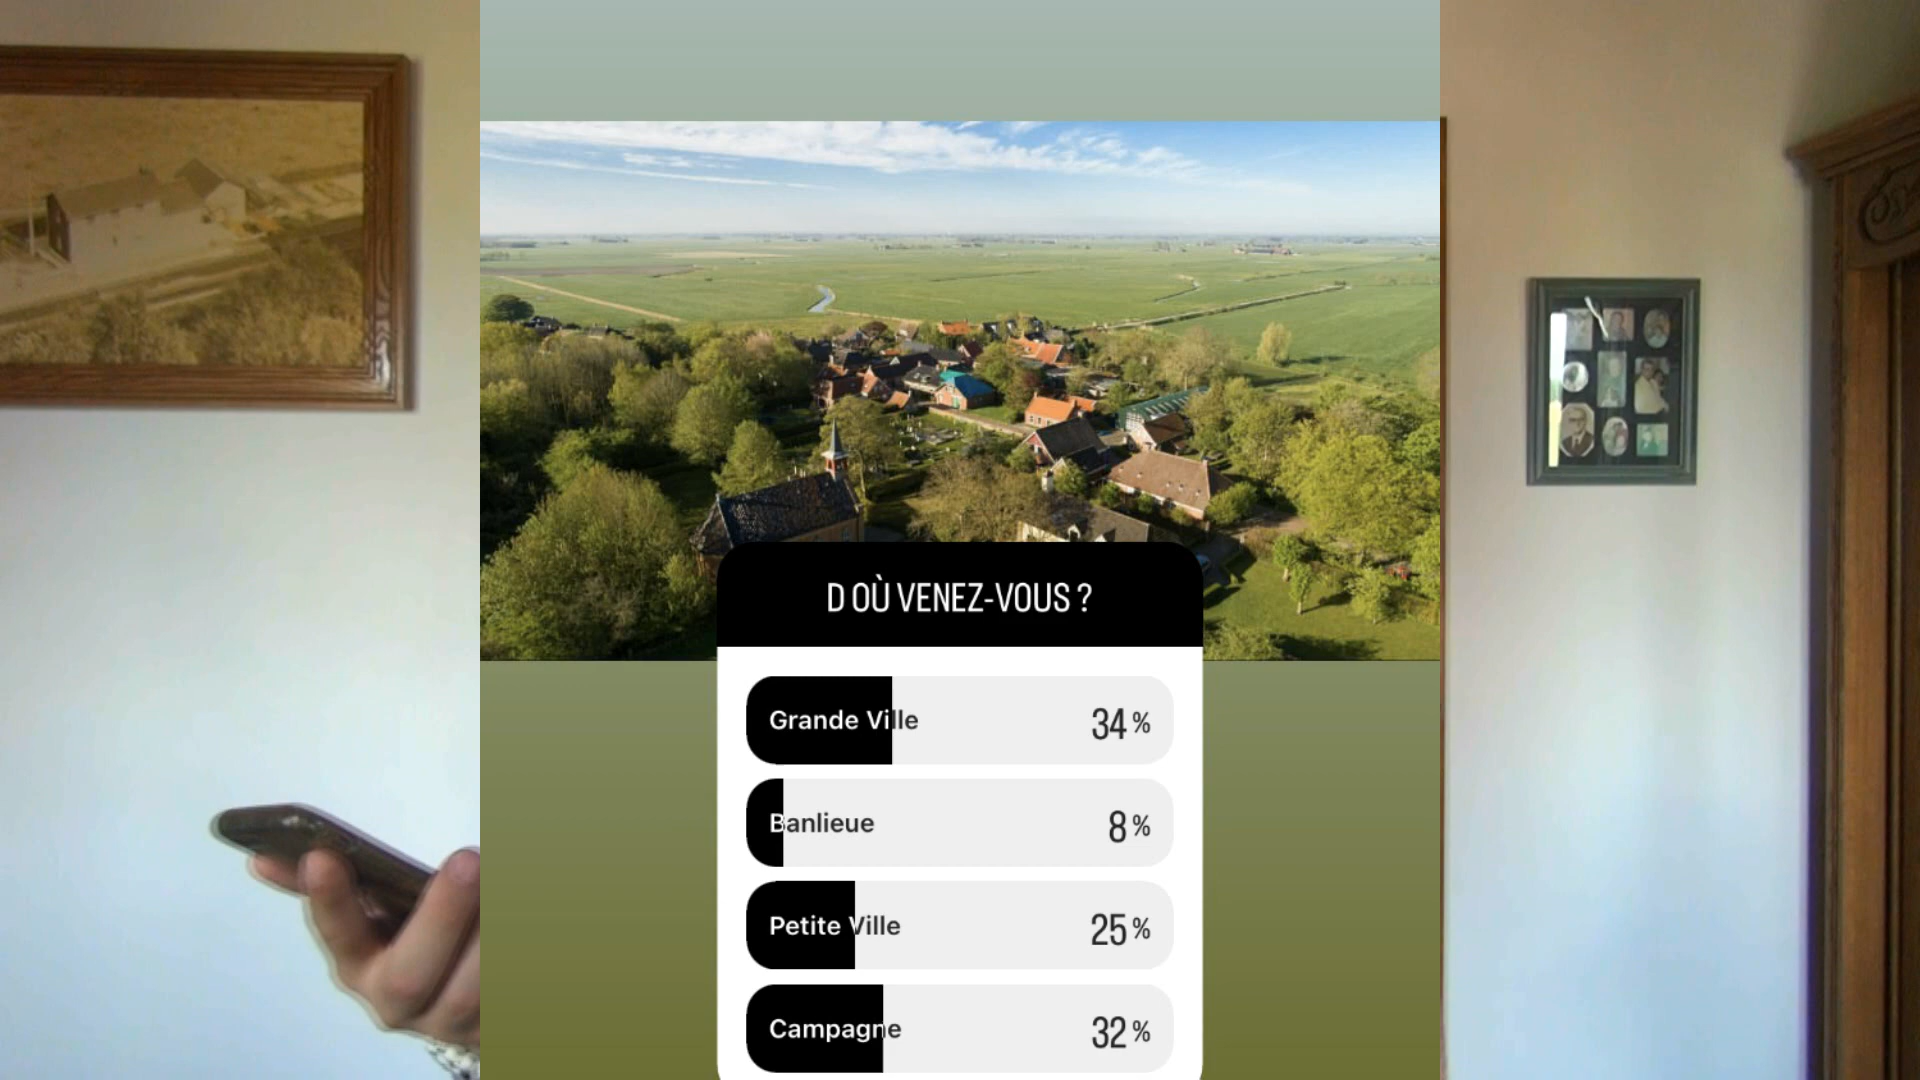 D OÙ VENEZ-VOUS ?
Grande Ville 34%
Banlieue 8%
Petite Ville 25%
Campagne 32%